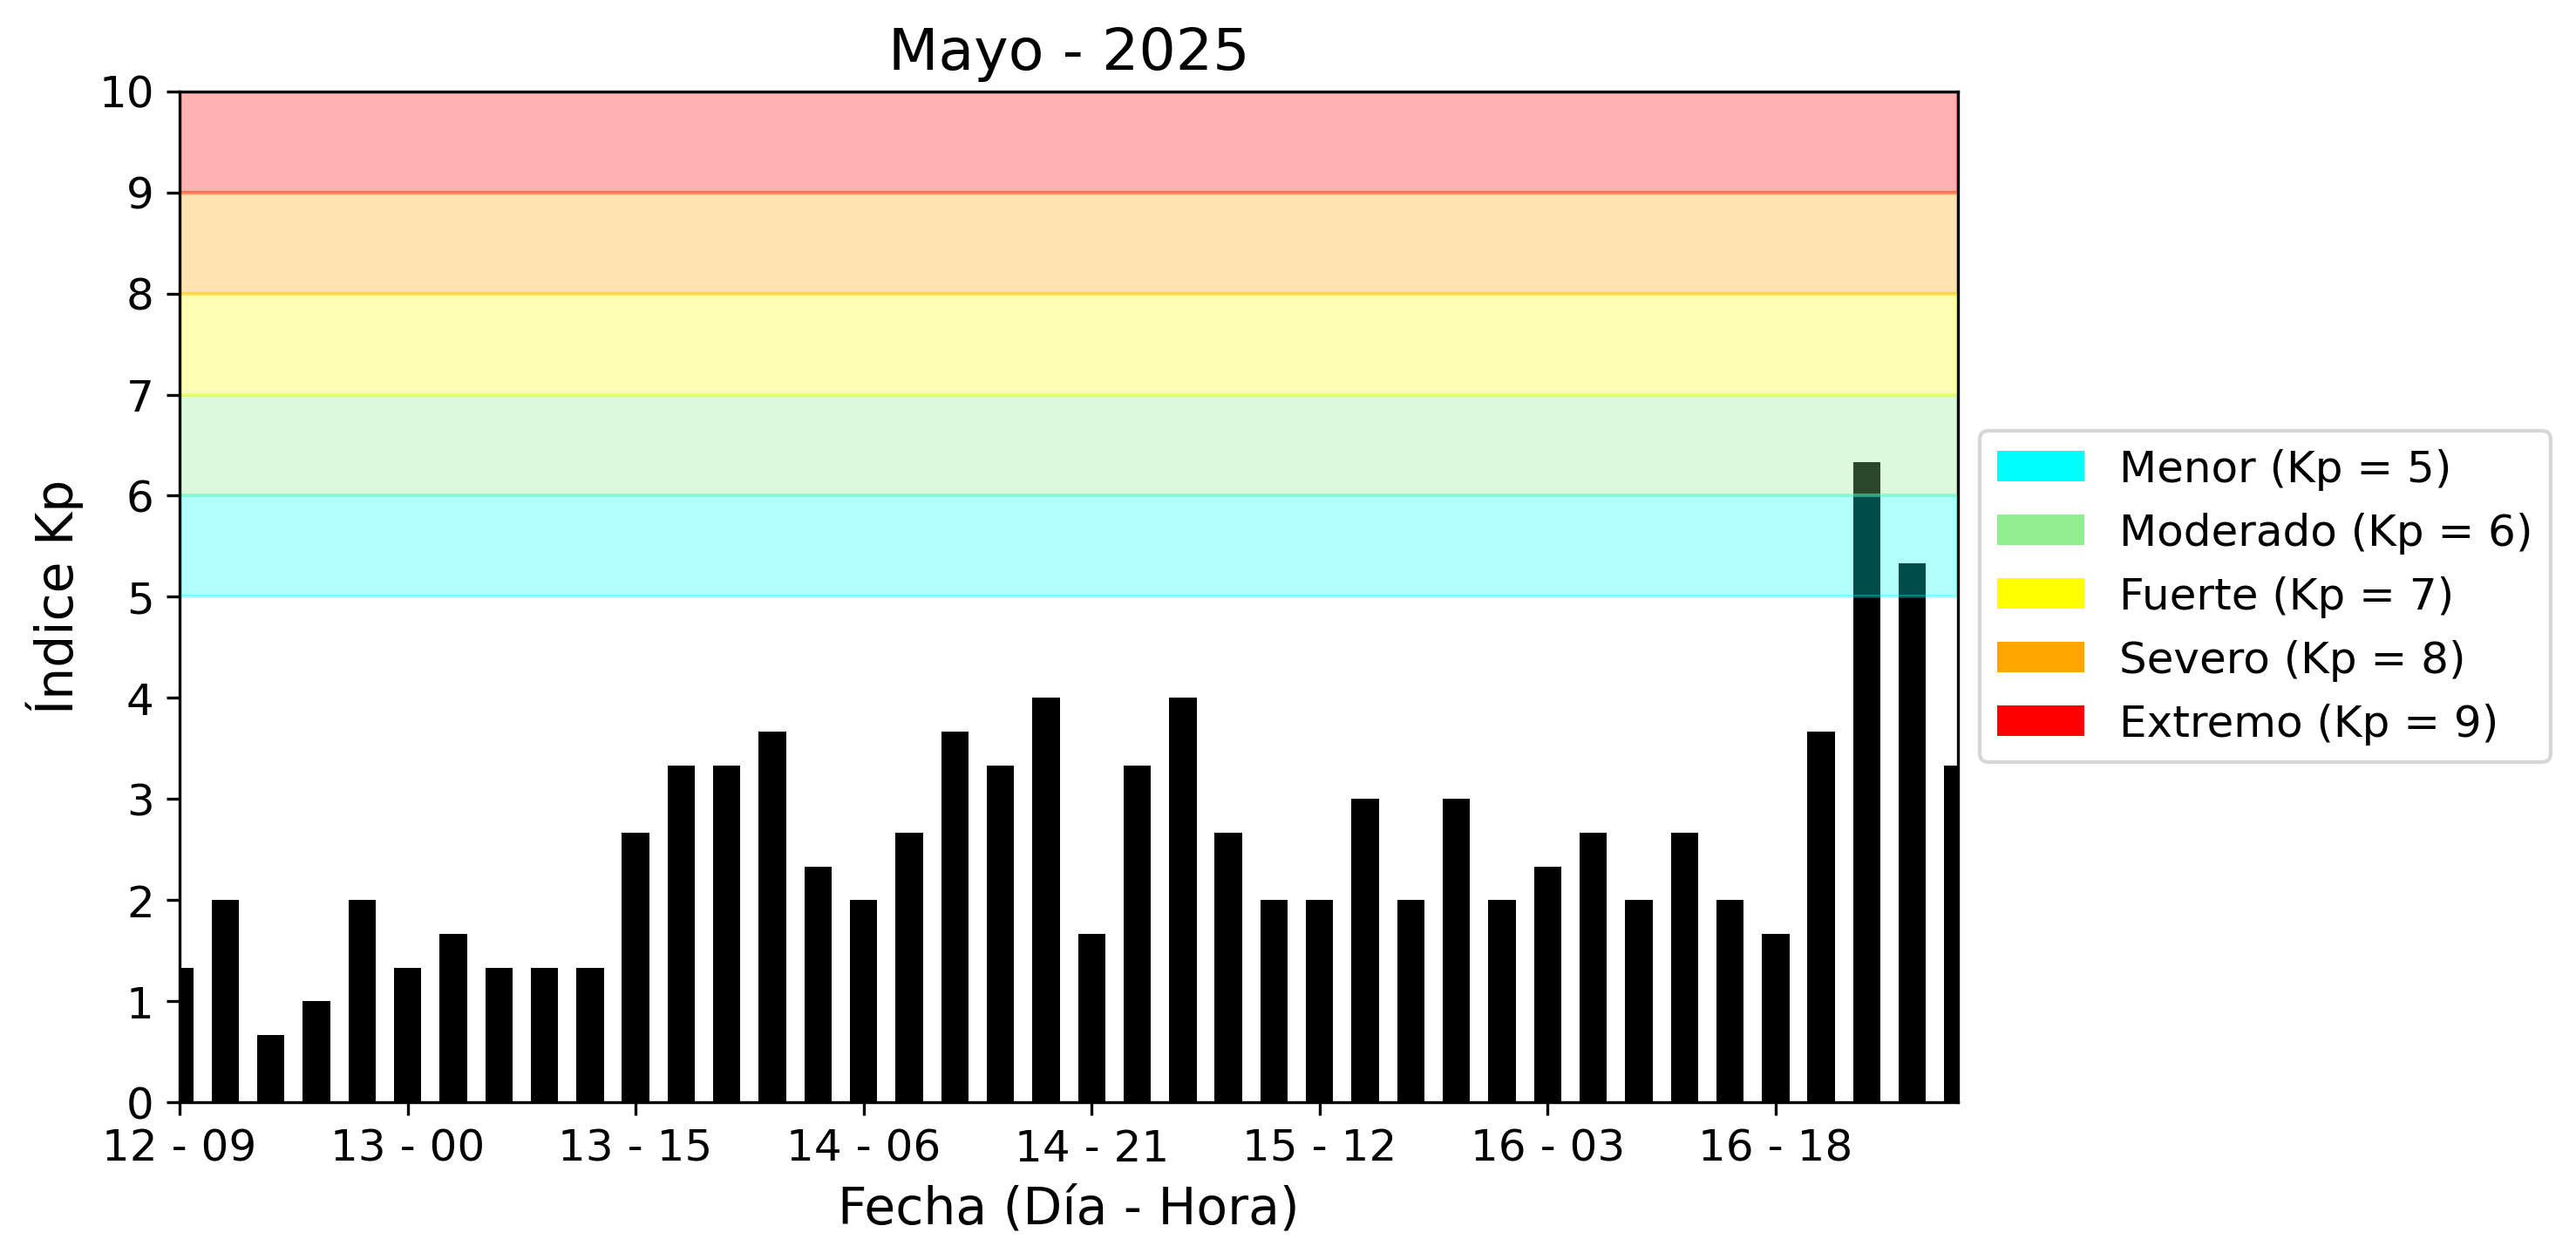 Mayo - 2025
10
9
8
7
6
5
4
3
2
1
0
Índice Kp
12 - 09
13 - 00
13 - 15
14 - 06
14 - 21
15 - 12
16 - 03
16 - 18
Fecha (Día - Hora)
Menor (Kp = 5)
Moderado (Kp = 6)
Fuerte (Kp = 7)
Severo (Kp = 8)
Extremo (Kp = 9)